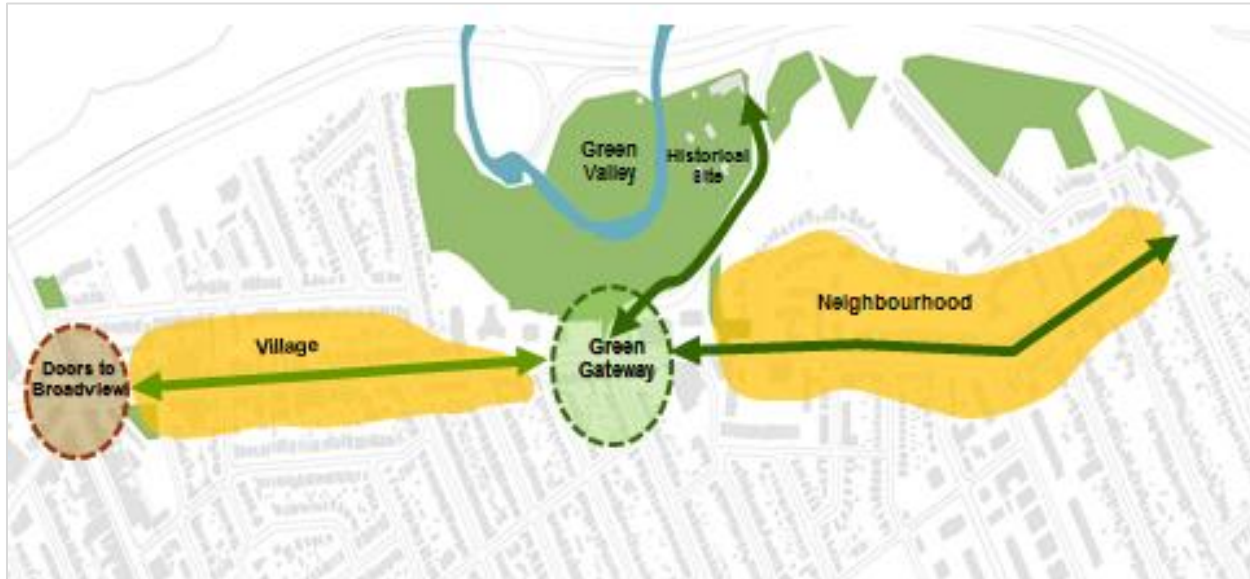 Green
Valley
Historical
Site
Neighbourhood
Village
Doors to
Broadview
Green
Gateway